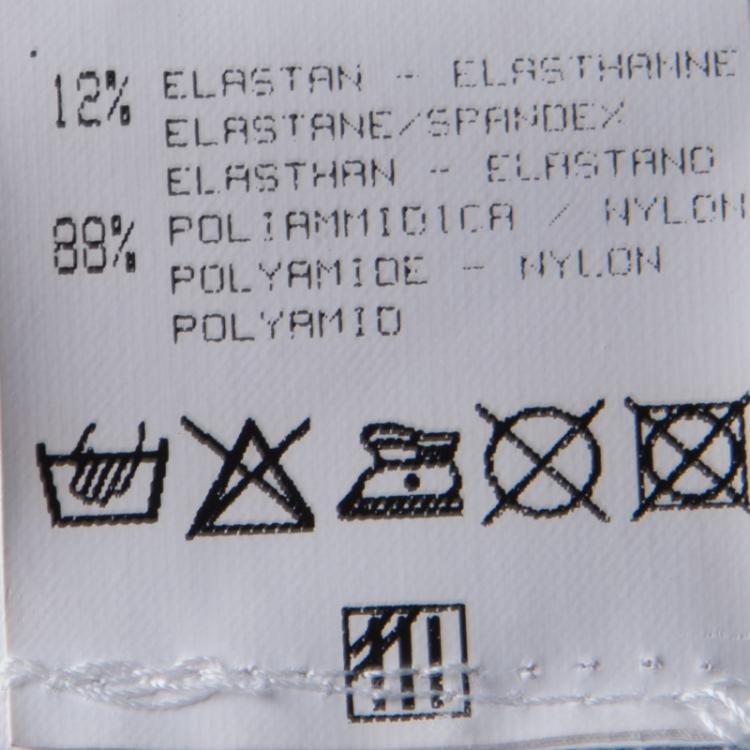 12% ELASTAN - ELASTHANNE
ELASTANE/SPANDEX
ELASTHAN - ELASTANO
88% POLIAMMIDICA / NYLON
POLYAMIDE - NYLON
POLYAMID